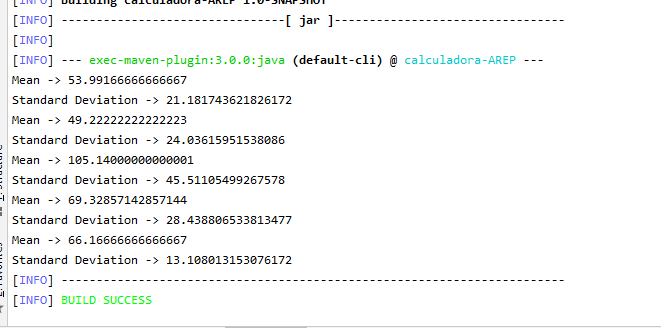 [INFO] Building calculadora-AREP 1.0-SNAPSHOT
[INFO] --------------------------------[ jar ]---------------------------------
[INFO]
[INFO] --- exec-maven-plugin:3.0.0:java (default-cli) @ calculadora-AREP ---
Mean -> 53.99166666666667
Standard Deviation -> 21.181743621826172
Mean -> 49.22222222222223
Standard Deviation -> 24.03615951538086
Mean -> 105.14000000000001
Standard Deviation -> 45.51105499267578
Mean -> 69.32857142857144
Standard Deviation -> 28.438806533813477
Mean -> 66.16666666666667
Standard Deviation -> 13.108013153076172
[INFO] ------------------------------------------------------------------------
[INFO] BUILD SUCCESS